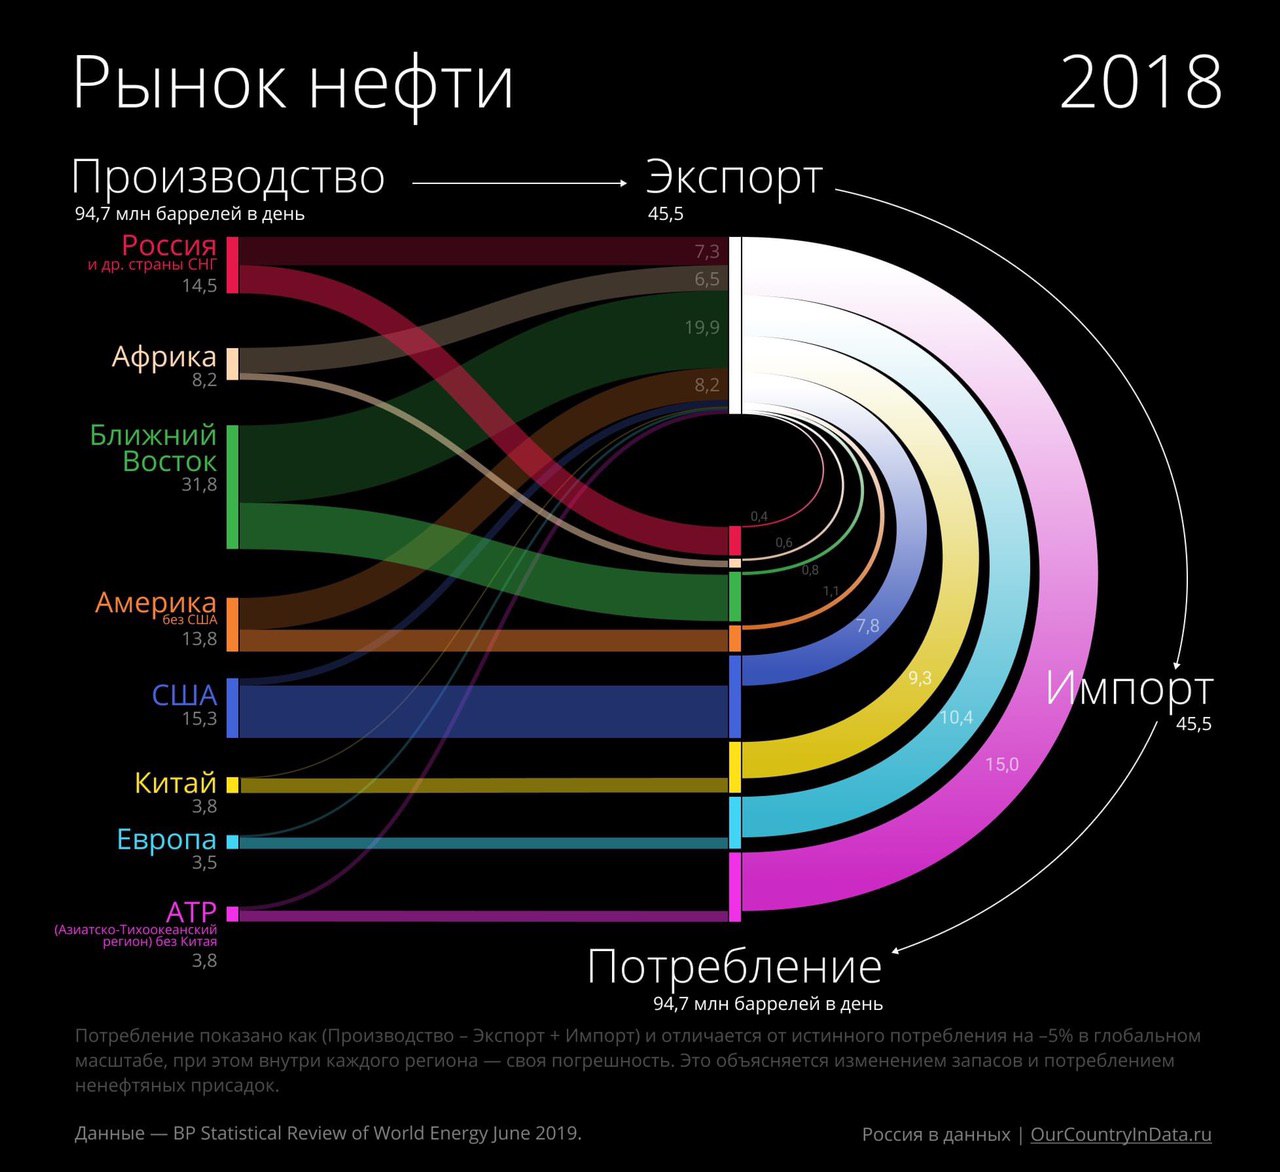 Рынок нефти
2018
Производство
94,7 млн баррелей в день
Экспорт
45,5
Россия
и др. страны СНГ
14,5
Африка
8,2
Ближний
Восток
31,8
Америка
без США
13,8
США
15,3
Китай
3,8
Европа
3,5
АТР
(Азиатско-Тихоокеанский
регион) без Китая
3,8
7,3
6,5
19,9
8,2
0,4
0,6
0,8
1,1
7,8
9,3
10,4
15,0
Импорт
45,5
Потребление
94,7 млн баррелей в день
Потребление показано как (Производство – Экспорт + Импорт) и отличается от истинного потребления на –5% в глобальном
масштабе, при этом внутри каждого региона — своя погрешность. Это объясняется изменением запасов и потреблением
ненефтяных присадок.
Данные — BP Statistical Review of World Energy June 2019.
Россия в данных | OurCountryInData.ru